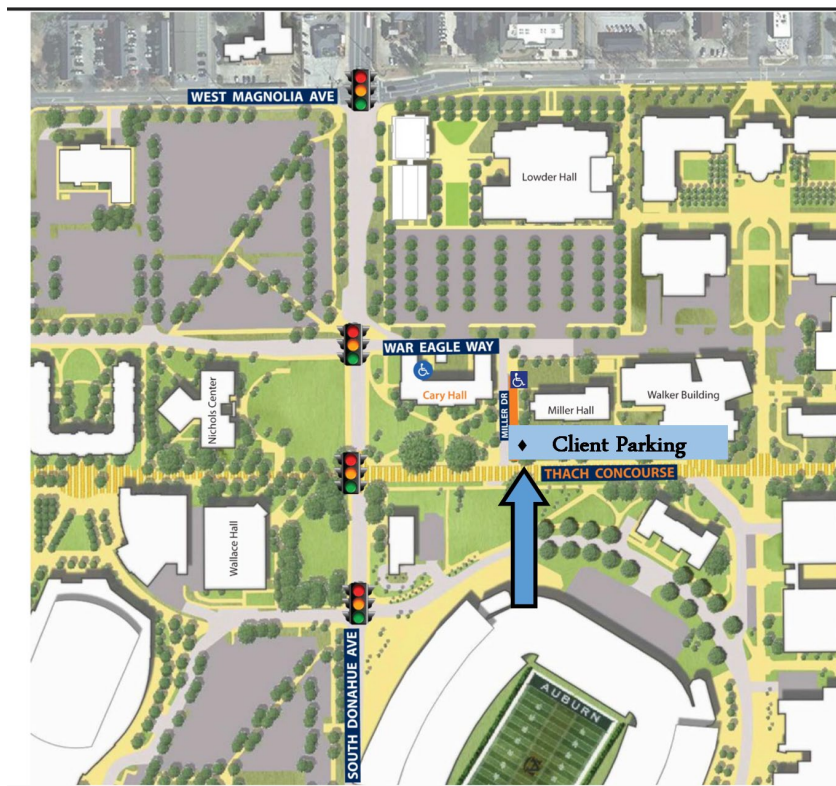 WEST MAGNOLIA AVE
Lowder Hall
WAR EAGLE WAY
Cary Hall
Nichols Center
MILLER DR
Miller Hall
Walker Building
♦ Client Parking
THACH CONCOURSE
Wallace Hall
SOUTH DONAHUE AVE
AUBURN